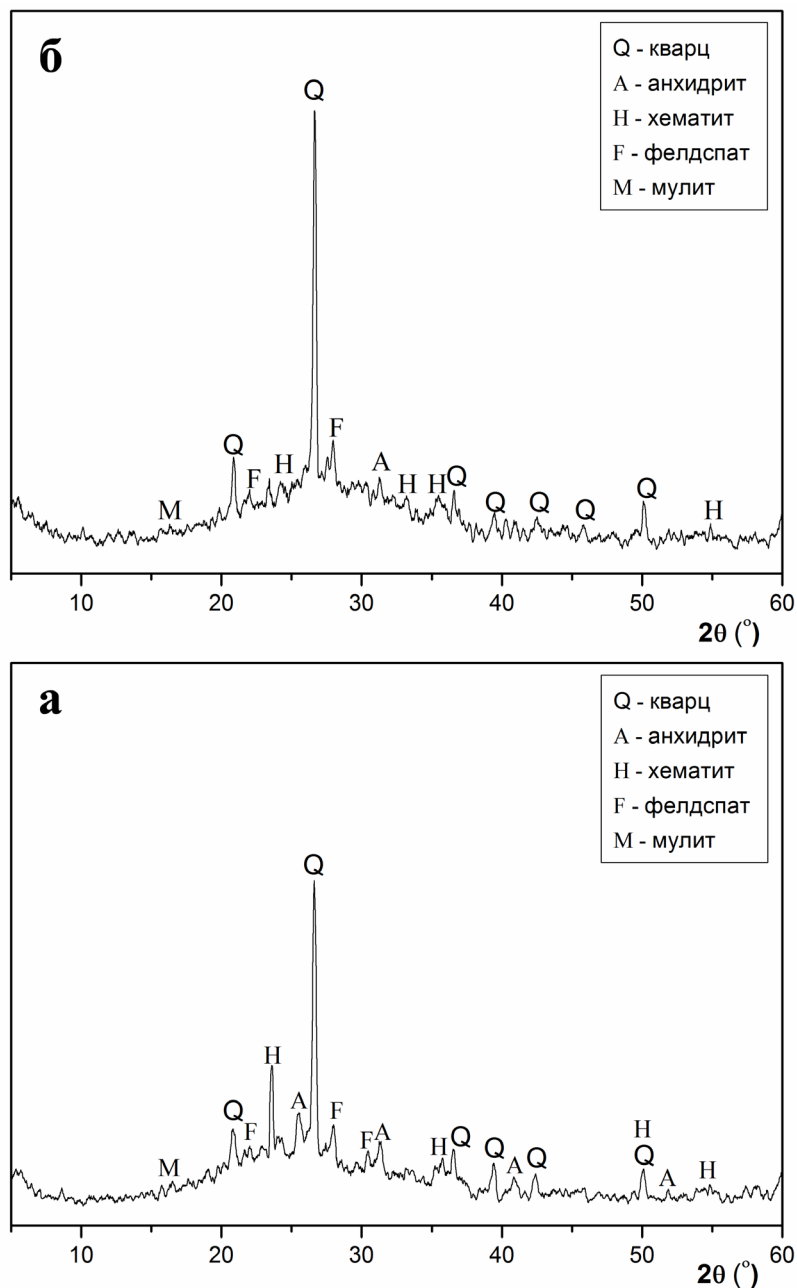 б
Q - кварц
A - анхидрит
H - хематит
F - фелдспат
M - мулит
Q
Q
F
H
F
A
H
H
Q
Q
Q
Q
Q
H
M
10
20
30
40
50
60
2θ (°)
а
Q - кварц
A - анхидрит
H - хематит
F - фелдспат
M - мулит
Q
H
Q
F
A
F
F
A
H
Q
Q
A
Q
H
Q
A
H
M
10
20
30
40
50
60
2θ (°)